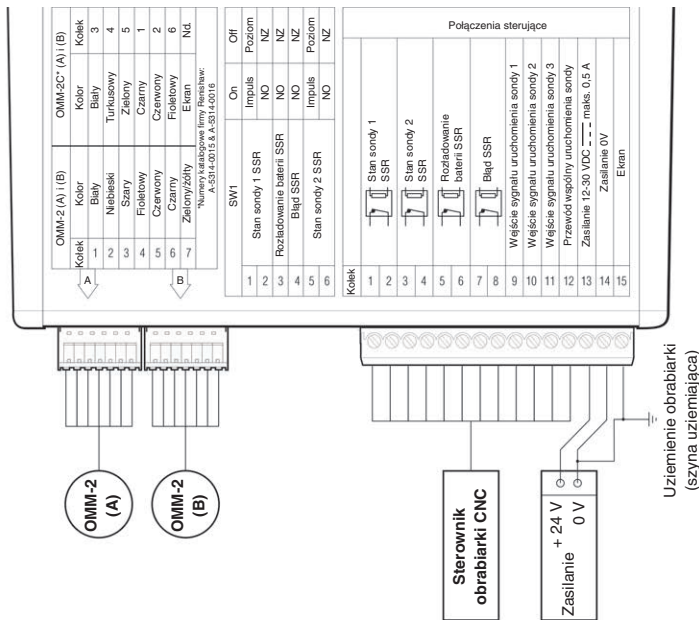 OMM-2 (A) i (B) OMM-2C* (A) i (B)
Kołek Kolor Kolor Kołek
A
1 Biały Biały 3
2 Niebieski Turkusowy 4
3 Szary Zielony 5
4 Fioletowy Czarny 1
5 Czerwony Czerwony 2
6 Czarny Fioletowy 6
7 Zielony/żółty Ekran Nd.
B
*Numery katalogowe firmy Renishaw:
A-5314-0015 & A-5314-0016
SW1 On Off
1 Stan sondy 1 SSR Impuls Poziom
2 NO NZ
3 Rozładowanie baterii SSR NO NZ
4 Błąd SSR NO NZ
5 Stan sondy 2 SSR Impuls Poziom
6 NO NZ
Kołek Połączenia sterujące
1 Stan sondy 1
2 SSR
3 Stan sondy 2
4 SSR
5 Rozładowanie
6 baterii SSR
7 Błąd SSR
8
9 Wejście sygnału uruchomienia sondy 1
10 Wejście sygnału uruchomienia sondy 2
11 Wejście sygnału uruchomienia sondy 3
12 Przewód wspólny uruchomienia sondy
13 Zasilanie 12-30 VDC maks. 0,5 A
14 Zasilanie 0V
15 Ekran
OMM-2
(A)
OMM-2
(B)
Sterownik
obrabiarki CNC
Zasilanie
+ 24 V
0 V
Uziemienie obrabiarki
(szyna uziemiająca)